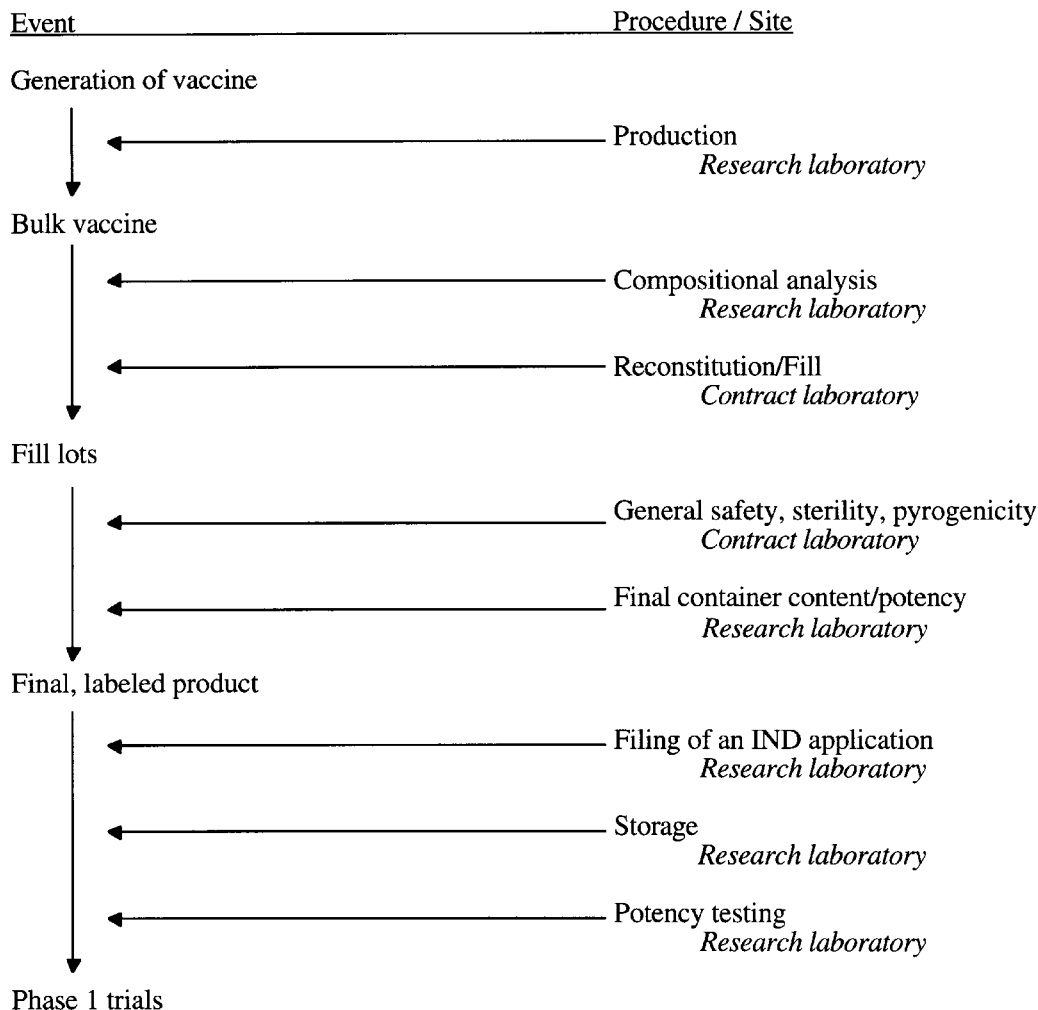 Event Procedure / Site
Generation of vaccine
Production
Research laboratory
Bulk vaccine
Compositional analysis
Research laboratory
Reconstitution/Fill
Contract laboratory
Fill lots
General safety, sterility, pyrogenicity
Contract laboratory
Final container content/potency
Research laboratory
Final, labeled product
Filing of an IND application
Research laboratory
Storage
Research laboratory
Potency testing
Research laboratory
Phase 1 trials